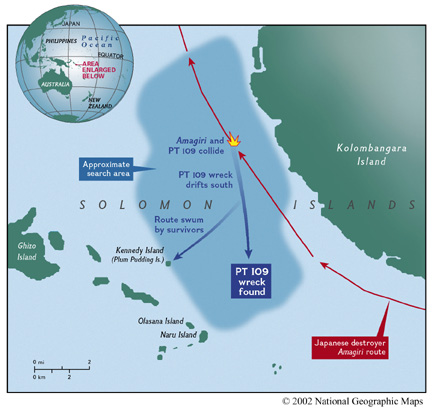 JAPAN
Pacific
Ocean
PHILIPPINES
EQUATOR
AREA
ENLARGED
BELOW
AUSTRALIA
NEW
ZEALAND
Amagiri and
PT 109 collide
Kolombangara
Island
Approximate
search area
PT 109 wreck
drifts south
SOLOMON ISLANDS
Route swum
by survivors
Ghizo
Island
Kennedy Island
(Plum Pudding Is.)
PT 109
wreck
found
Olasana Island
Naru Island
Japanese destroyer
Amagiri route
0 mi 2
0 km 2
© 2002 National Geographic Maps